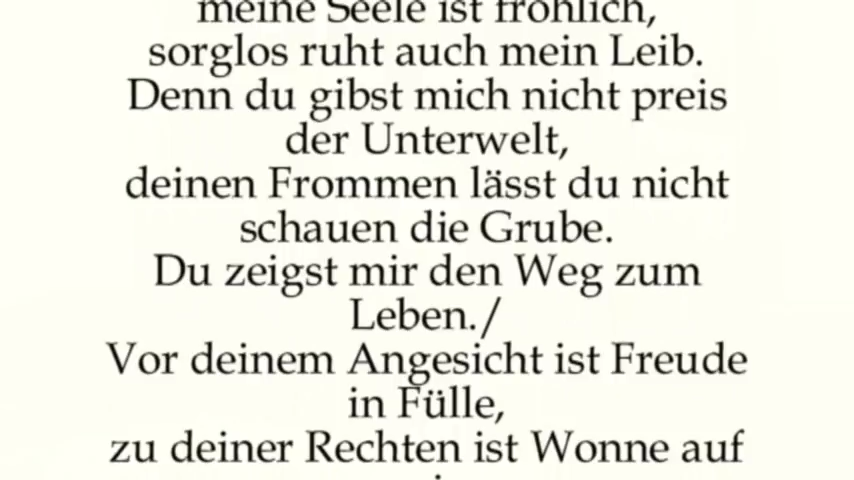 meine Seele ist fröhlich,
sorglos ruht auch mein Leib.
Denn du gibst mich nicht preis
der Unterwelt,
deinen Frommen lässt du nicht
schauen die Grube.
Du zeigst mir den Weg zum
Leben./
Vor deinem Angesicht ist Freude
in Fülle,
zu deiner Rechten ist Wonne auf